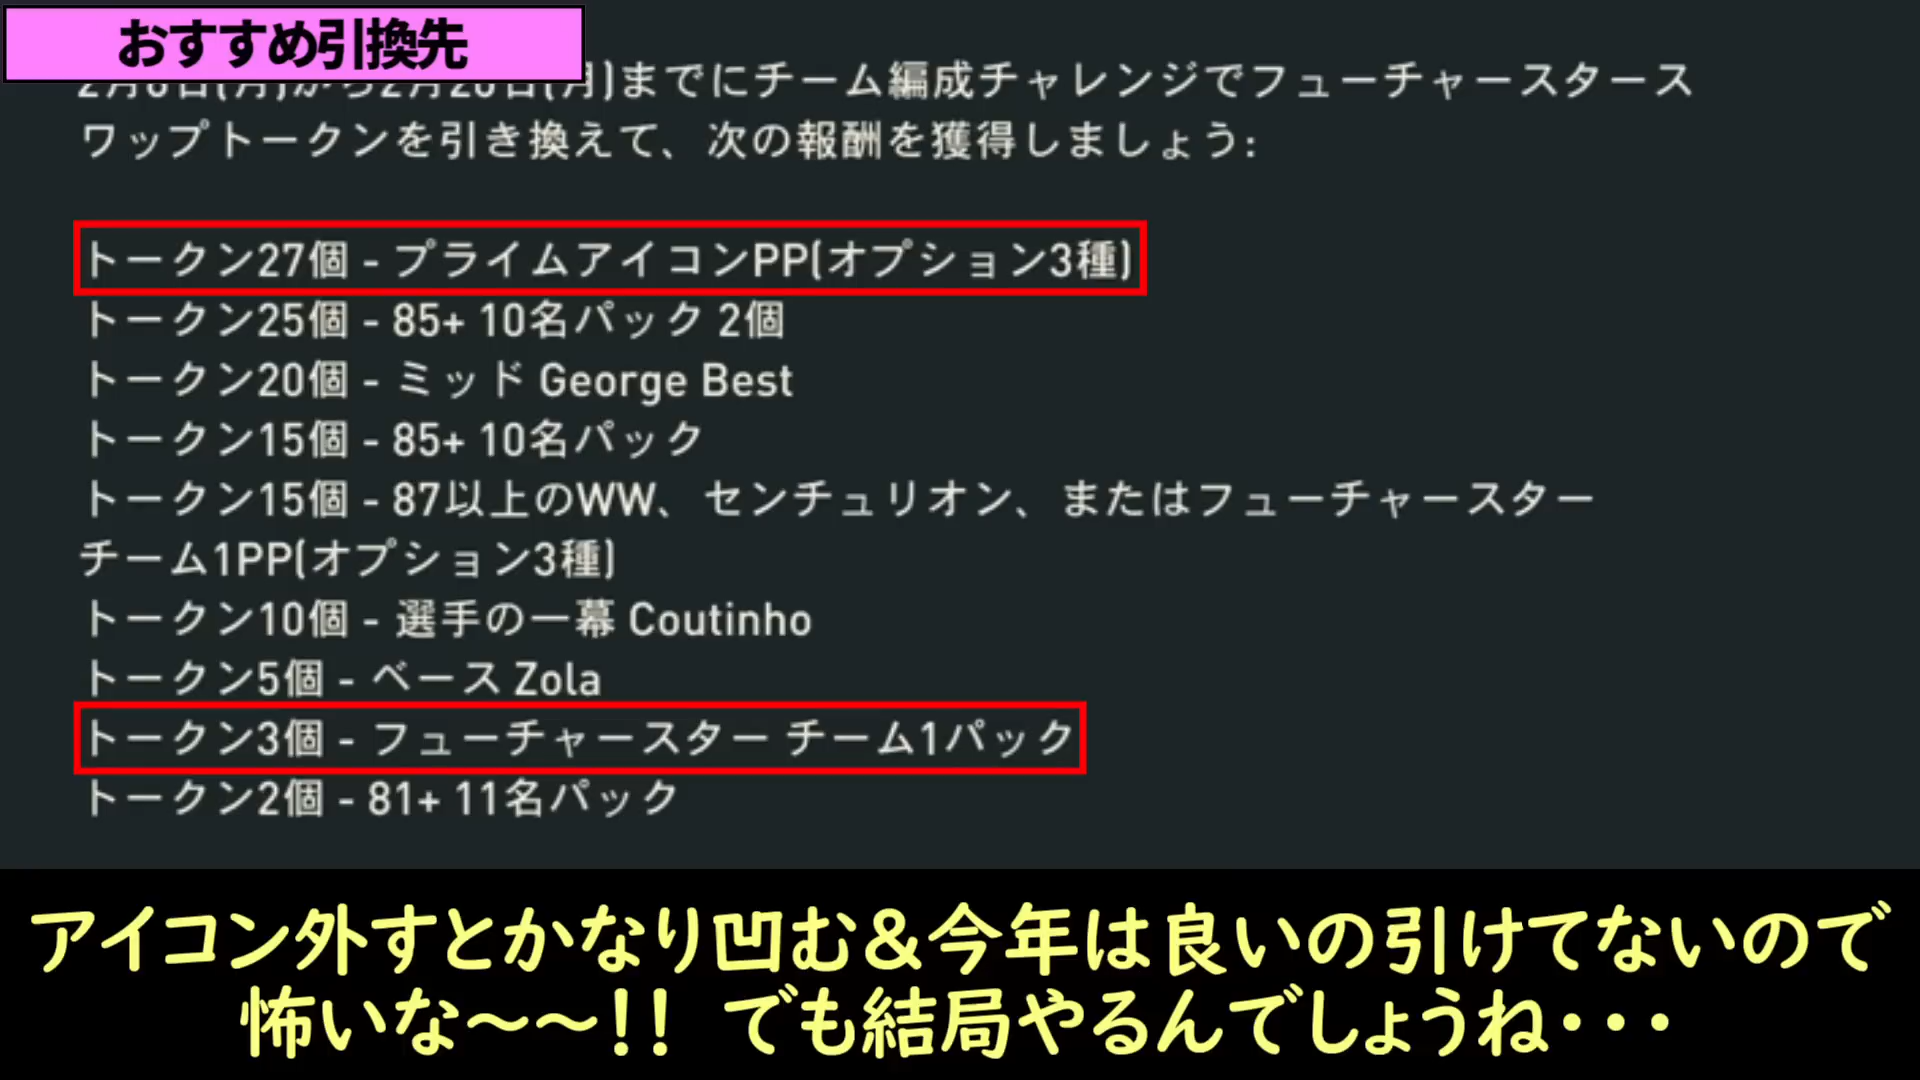 おすすめ引換先
2月6日(月)から2月20日(月)までにチーム編成チャレンジでフューチャースタース
ワップトークンを引き換えて、次の報酬を獲得しましょう:
トークン27個 - プライムアイコンPP(オプション3種)
トークン25個 - 85+ 10名パック 2個
トークン20個 - ミッド George Best
トークン15個 - 85+ 10名パック
トークン15個 - 87以上のWW、センチュリオン、またはフューチャースター
チーム1PP(オプション3種)
トークン10個 - 選手の一幕 Coutinho
トークン5個 - ベース Zola
トークン3個 - フューチャースター チーム1パック
トークン2個 - 81+ 11名パック
アイコン外すとかなり凹む&今年は良いの引けてないので
怖いな〜〜!! でも結局やるんでしょうね・・・